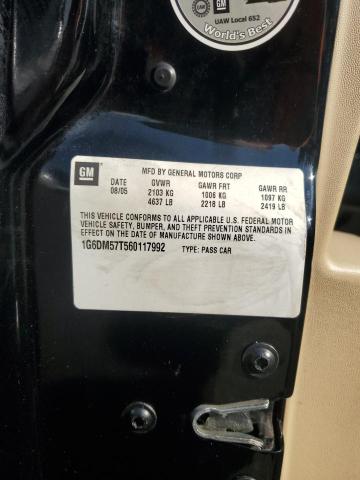 UAW
GM
UAW Local 652
World's Best
GM
MFD BY GENERAL MOTORS CORP
DATE GVWR GAWR FRT GAWR RR
08/05 2103 KG 1006 KG 1097 KG
4637 LB 2218 LB 2419 LB
THIS VEHICLE CONFORMS TO ALL APPLICABLE U.S. FEDERAL MOTOR
VEHICLE SAFETY, BUMPER, AND THEFT PREVENTION STANDARDS IN
EFFECT ON THE DATE OF MANUFACTURE SHOWN ABOVE.
1G6DM57T560117992 TYPE: PASS CAR